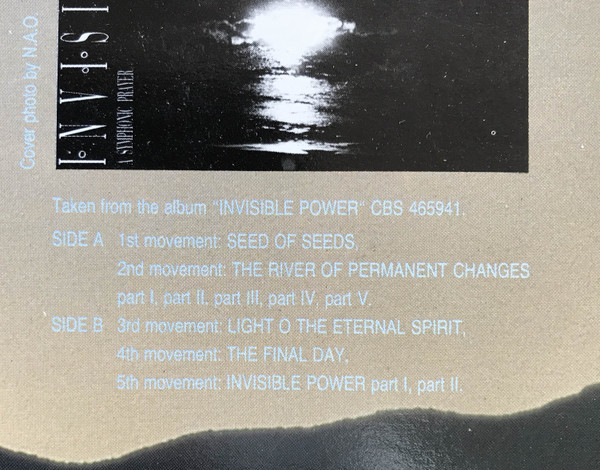 Cover photo by N.A.O.
INVISI
A SYMPHONIC PRAYER
Taken from the album "INVISIBLE POWER" CBS 465941.
SIDE A 1st movement: SEED OF SEEDS,
2nd movement: THE RIVER OF PERMANENT CHANGES
part I, part II. part III, part IV, part V.
SIDE B 3rd movement: LIGHT O THE ETERNAL SPIRIT,
4th movement: THE FINAL DAY,
5th movement: INVISIBLE POWER part I, part II.